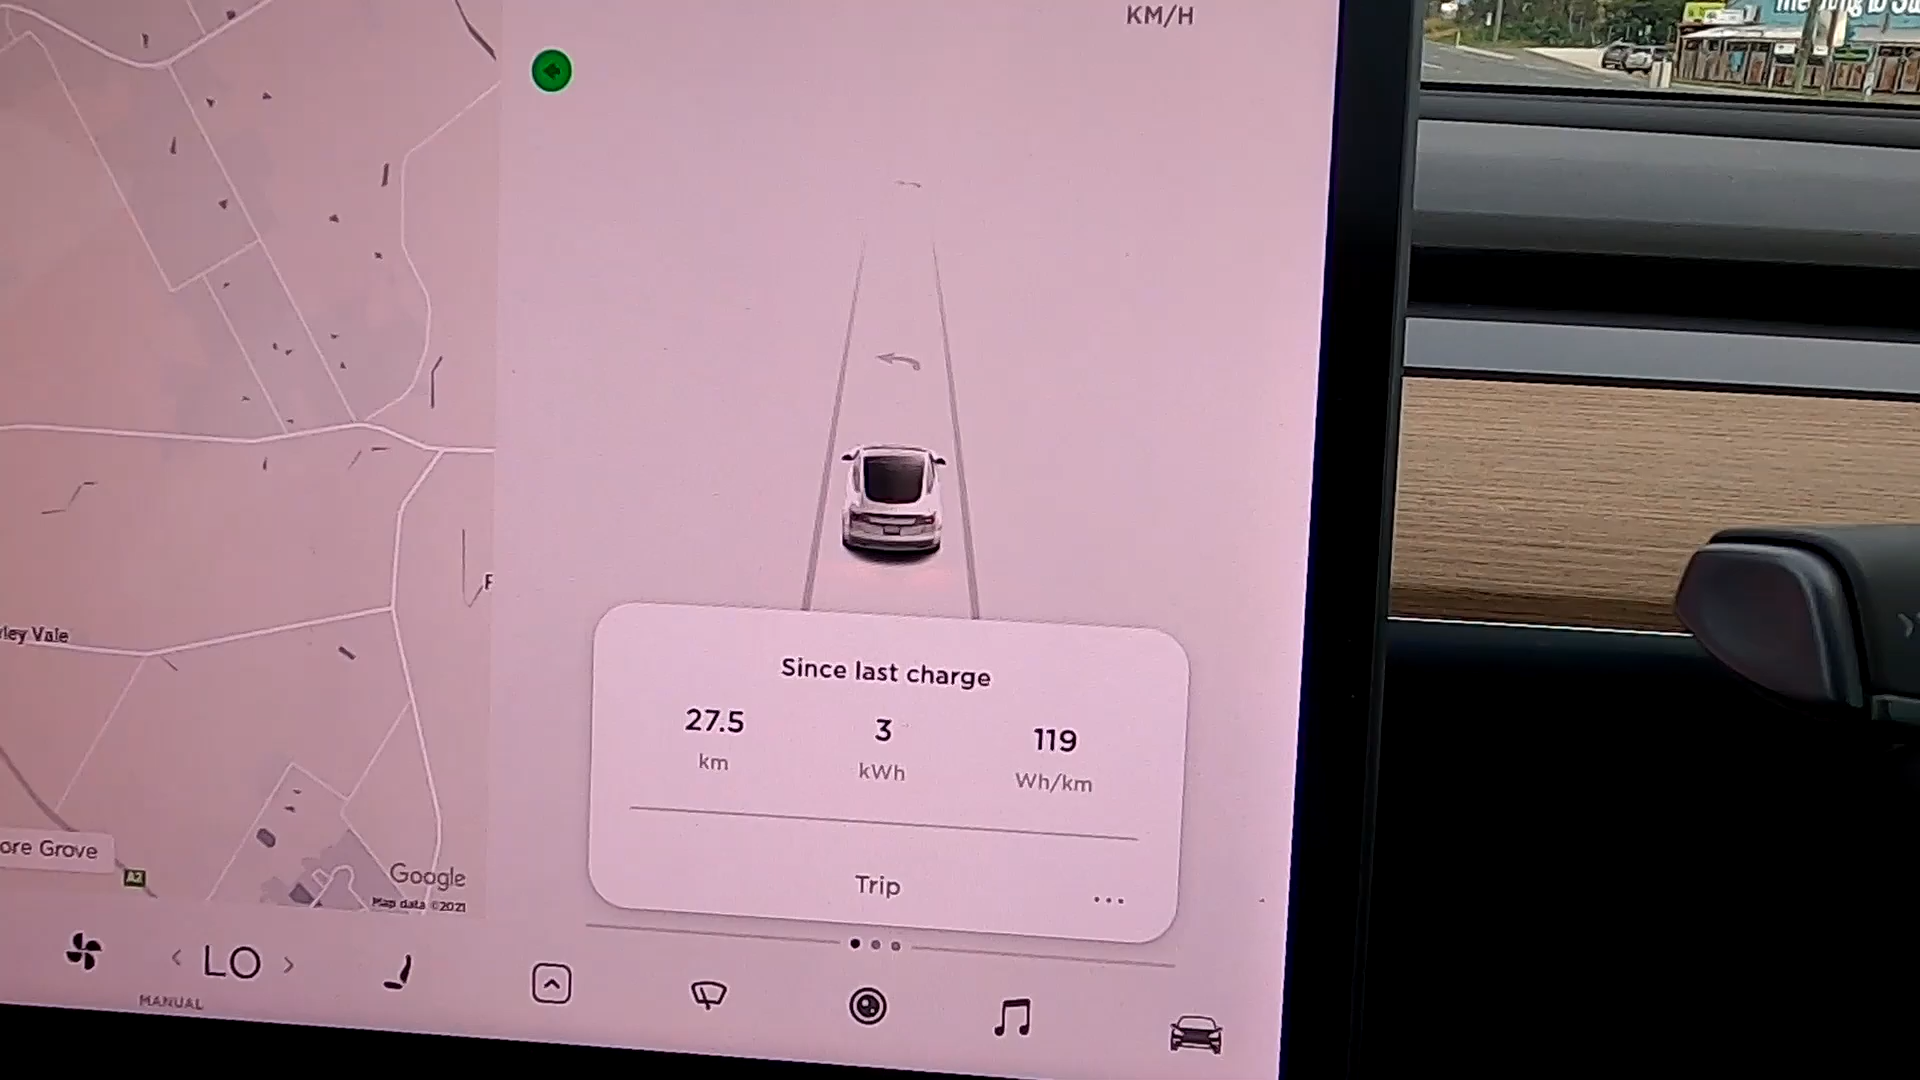 KM/H
rley Vale
ore Grove
A2
Google
Map data ©2021
Since last charge
27.5
km
3
kWh
119
Wh/km
Trip
LO
MANUAL